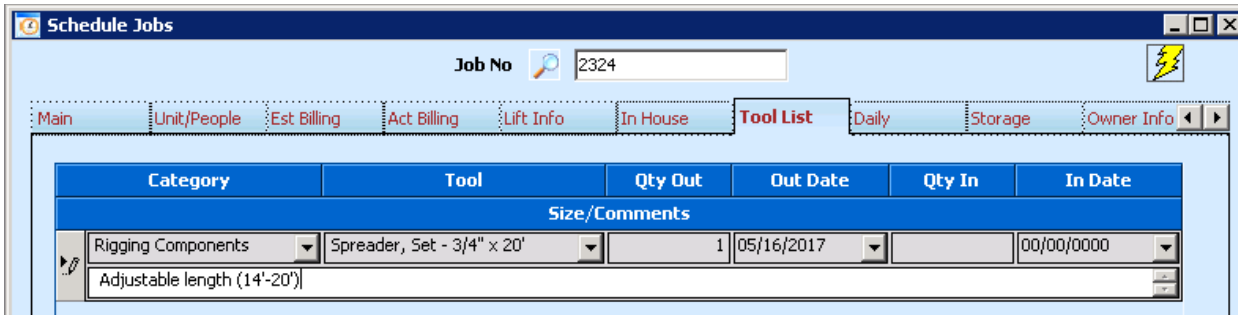 Schedule Jobs
Job No 2324
Main Unit/People Est Billing Act Billing Lift Info In House Tool List Daily Storage Owner Info
Category Tool Qty Out Out Date Qty In In Date
Size/Comments
Rigging Components Spreader, Set - 3/4" x 20' 1 05/16/2017 00/00/0000
Adjustable length (14'-20')